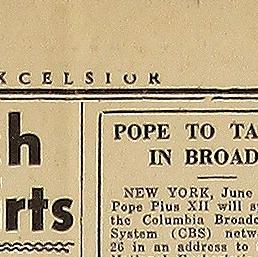 XCELSIOR
h
rts
POPE TO TA
IN BROAD
NEW YORK, June
Pope Pius XII will s
the Columbia Broadc
System (CBS) netw
26 in an address to